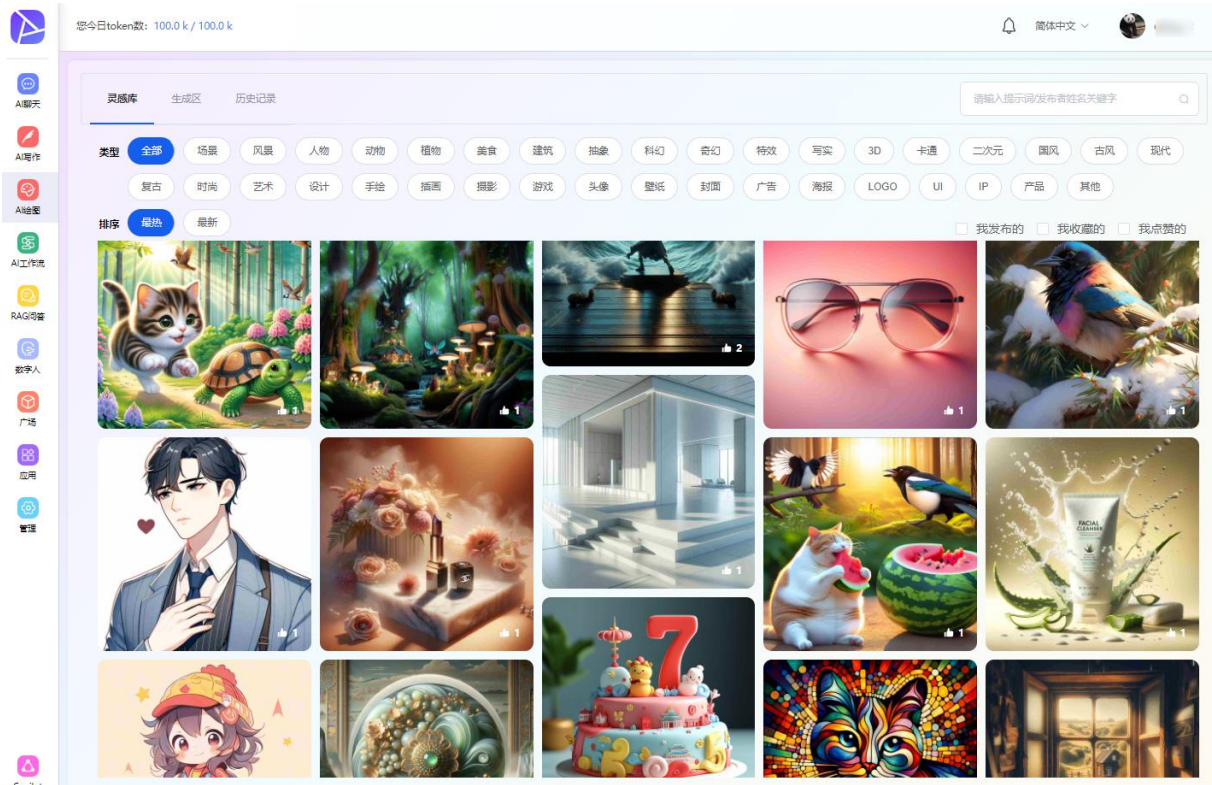 您今日token数: 100.0 k / 100.0 k
简体中文
AI聊天
AI写作
AI绘图
AI工作流
RAG问答
数字人
广场
应用
管理
灵感库 生成区 历史记录
请输入提示词/发布者姓名关键字
类型 全部 场景 风景 人物 动物 植物 美食 建筑 抽象 科幻 奇幻 特效 写实 3D 卡通 二次元 国风 古风 现代
复古 时尚 艺术 设计 手绘 插画 摄影 游戏 头像 壁纸 封面 广告 海报 LOGO UI IP 产品 其他
排序 最热 最新
我发布的 我收藏的 我点赞的
2
1
1
1
1
1
FACIAL
CLEANSER
1
1
1
1
7